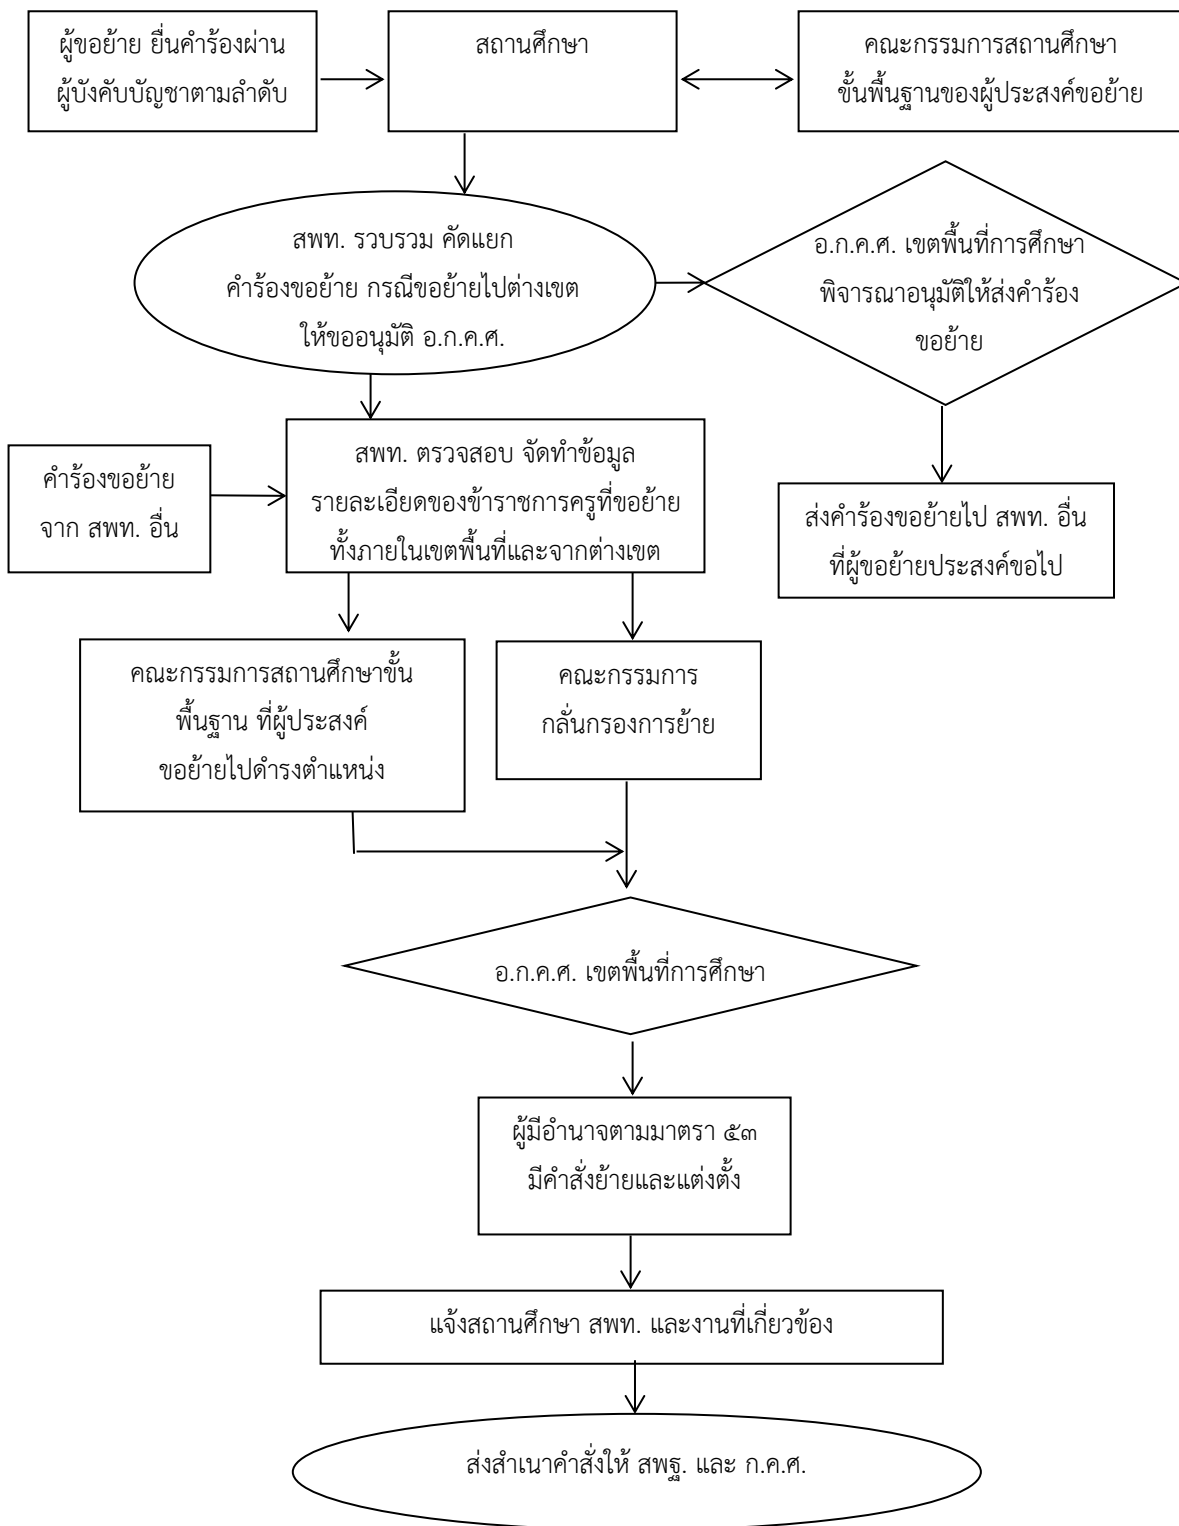 ผู้ขอย้าย ยื่นคำร้องผ่าน
ผู้บังคับบัญชาตามลำดับ
สถานศึกษา
คณะกรรมการสถานศึกษา
ขั้นพื้นฐานของผู้ประสงค์ขอย้าย
สพท. รวบรวม คัดแยก
คำร้องขอย้าย กรณีขอย้ายไปต่างเขต
ให้ขออนุมัติ อ.ก.ค.ศ.
อ.ก.ค.ศ. เขตพื้นที่การศึกษา
พิจารณาอนุมัติให้ส่งคำร้อง
ขอย้าย
คำร้องขอย้าย
จาก สพท. อื่น
สพท. ตรวจสอบ จัดทำข้อมูล
รายละเอียดของข้าราชการครูที่ขอย้าย
ทั้งภายในเขตพื้นที่และจากต่างเขต
ส่งคำร้องขอย้ายไป สพท. อื่น
ที่ผู้ขอย้ายประสงค์ขอไป
คณะกรรมการสถานศึกษาขั้น
พื้นฐาน ที่ผู้ประสงค์
ขอย้ายไปดำรงตำแหน่ง
คณะกรรมการ
กลั่นกรองการย้าย
อ.ก.ค.ศ. เขตพื้นที่การศึกษา
ผู้มีอำนาจตามมาตรา ๕๓
มีคำสั่งย้ายและแต่งตั้ง
แจ้งสถานศึกษา สพท. และงานที่เกี่ยวข้อง
ส่งสำเนาคำสั่งให้ สพฐ. และ ก.ค.ศ.